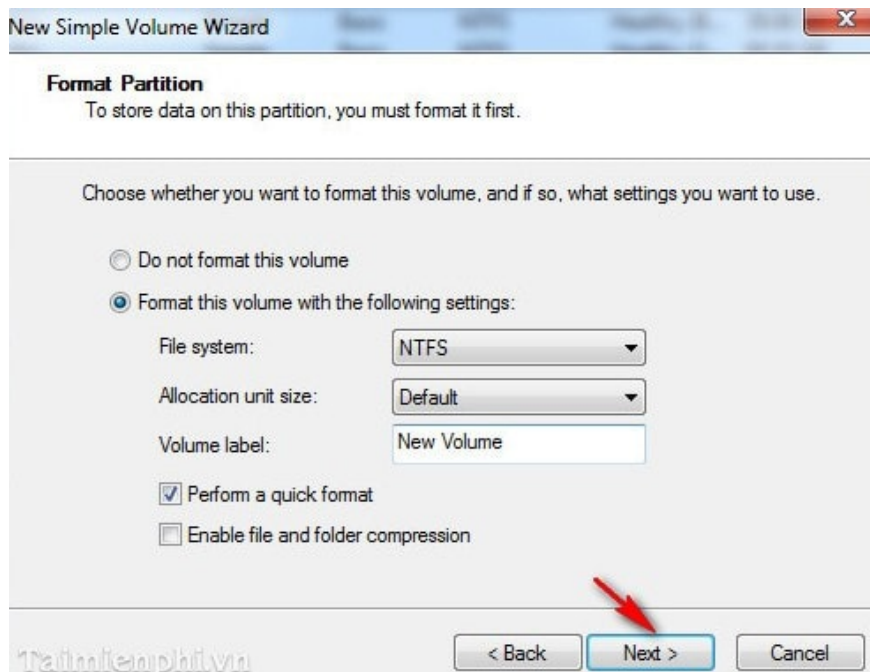 New Simple Volume Wizard
Format Partition
To store data on this partition, you must format it first.
Choose whether you want to format this volume, and if so, what settings you want to use.
Do not format this volume
Format this volume with the following settings:
File system: NTFS
Allocation unit size: Default
Volume label: New Volume
Perform a quick format
Enable file and folder compression
< Back Next > Cancel
Taimienphi.vn